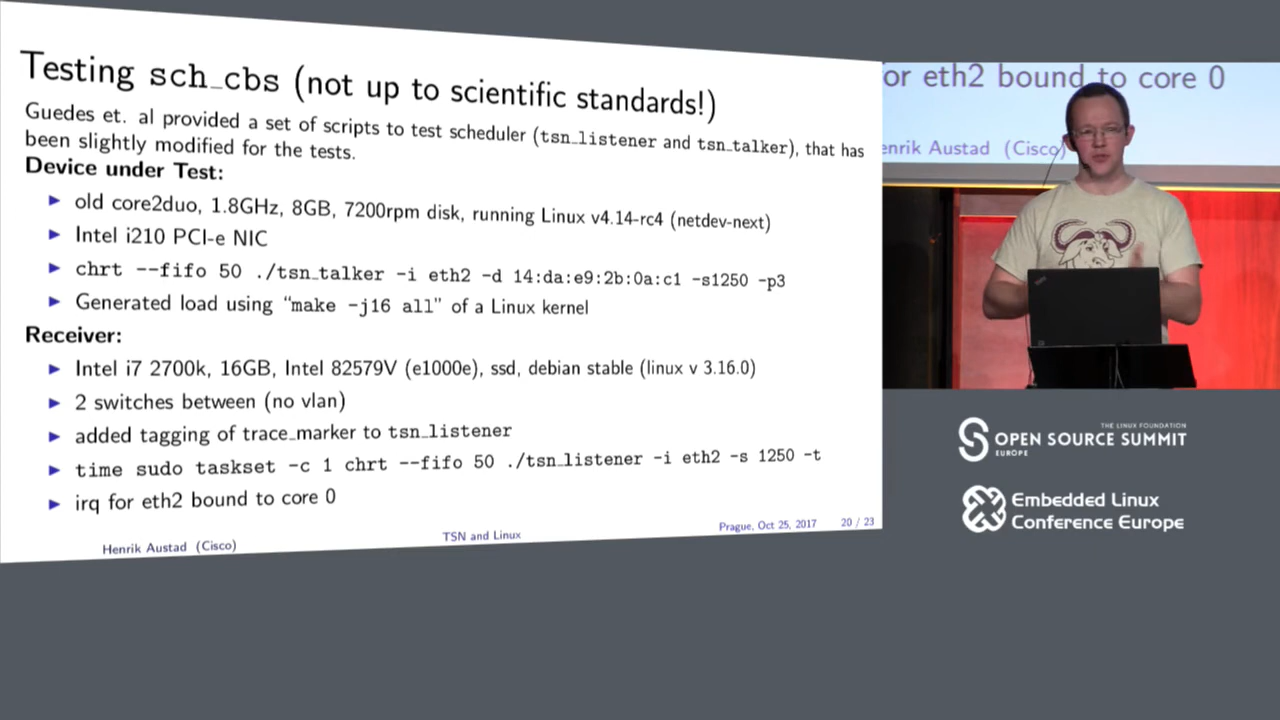 Testing sch_cbs (not up to scientific standards!)
Guedes et. al provided a set of scripts to test scheduler (tsn_listener and tsn_talker), that has
been slightly modified for the tests.
Device under Test:
old core2duo, 1.8GHz, 8GB, 7200rpm disk, running Linux v4.14-rc4 (netdev-next)
Intel i210 PCI-e NIC
chrt --fifo 50 ./tsn_talker -i eth2 -d 14:da:e9:2b:0a:c1 -s1250 -p3
Generated load using “make -j16 all” of a Linux kernel
Receiver:
Intel i7 2700k, 16GB, Intel 82579V (e1000e), ssd, debian stable (linux v 3.16.0)
2 switches between (no vlan)
added tagging of trace_marker to tsn_listener
time sudo taskset -c 1 chrt --fifo 50 ./tsn_listener -i eth2 -s 1250 -t
irq for eth2 bound to core 0
Henrik Austad (Cisco)
TSN and Linux
Prague, Oct 25, 2017
20 / 23
or eth2 bound to core 0
enrik Austad (Cisco)
THE LINUX FOUNDATION
OPEN SOURCE SUMMIT
EUROPE
Embedded Linux
Conference Europe